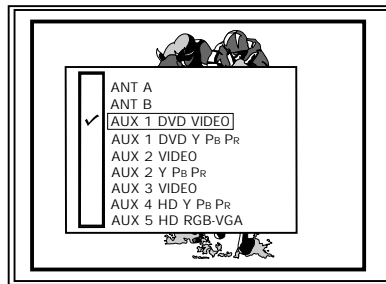 ANT A
ANT B
AUX 1 DVD VIDEO
AUX 1 DVD Y PB PR
AUX 2 VIDEO
AUX 2 Y PB PR
AUX 3 VIDEO
AUX 4 HD Y PB PR
AUX 5 HD RGB-VGA